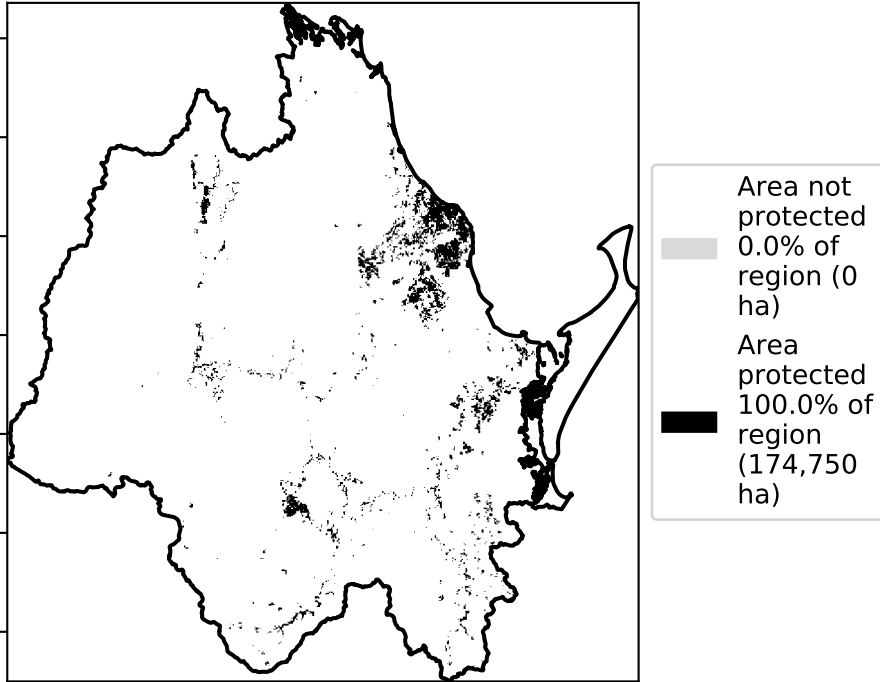 Area not
protected
0.0% of
region (0
ha)
Area
protected
100.0% of
region
(174,750
ha)